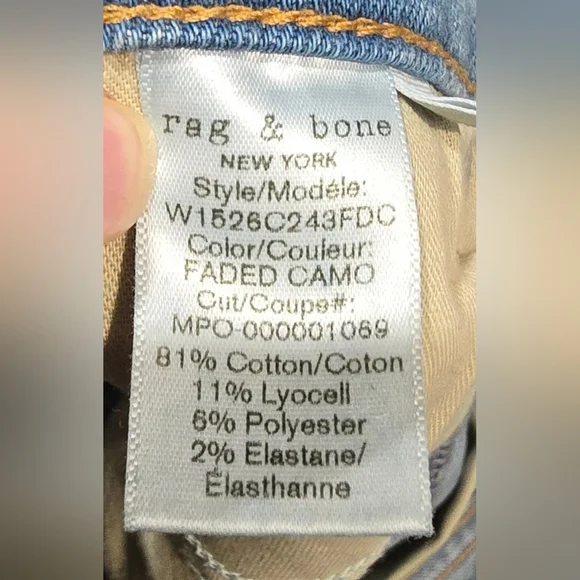 rag & bone
NEW YORK
Style/Modéle:
W1526C243FDC
Color/Couleur:
FADED CAMO
Cut/Coupe#:
MPO-000001069
81% Cotton/Coton
11% Lyocell
6% Polyester
2% Elastane/
Élasthanne